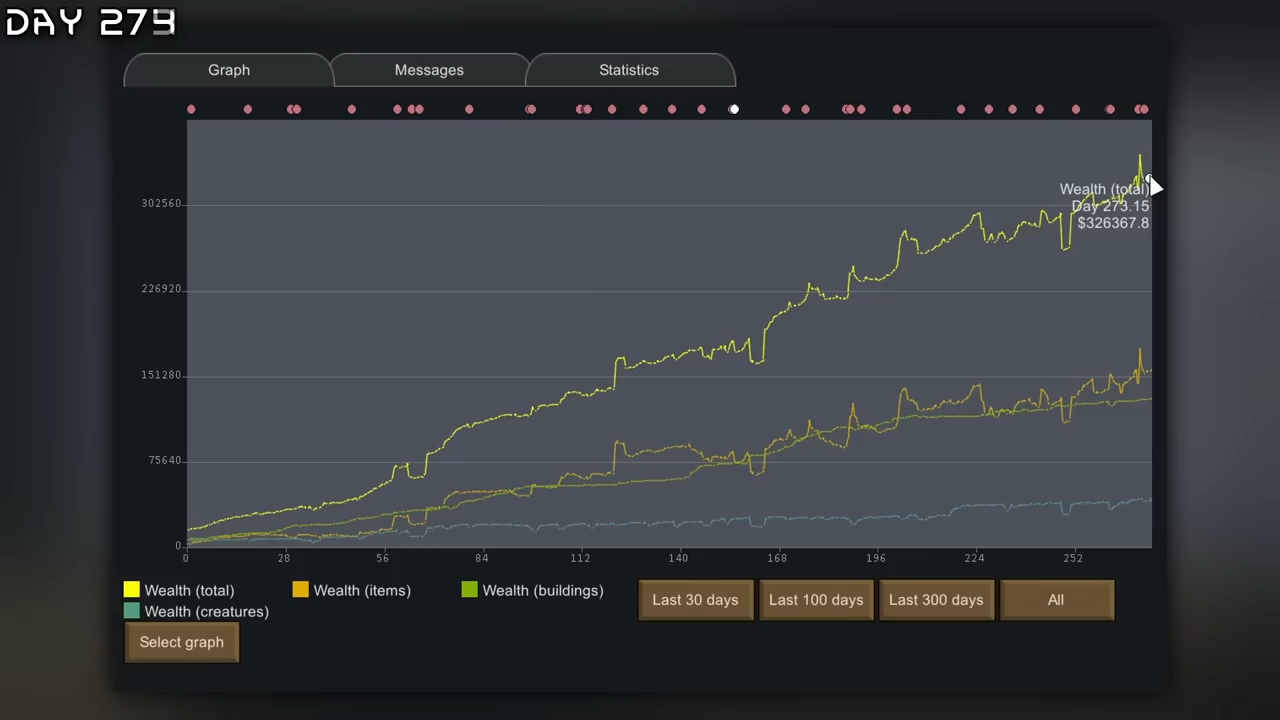 DAY 273
Graph Messages Statistics
Wealth (total)
Day 273.15
$326367.8
302560
226920
151280
75640
0
0 28 56 84 112 140 168 196 224 252
Wealth (total) Wealth (items) Wealth (buildings)
Wealth (creatures)
Last 30 days Last 100 days Last 300 days All
Select graph